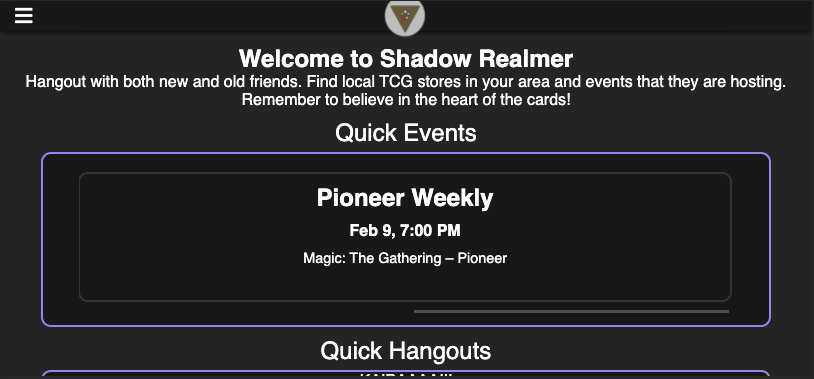 Welcome to Shadow Realmer
Hangout with both new and old friends. Find local TCG stores in your area and events that they are hosting.
Remember to believe in the heart of the cards!
Quick Events
Pioneer Weekly
Feb 9, 7:00 PM
Magic: The Gathering – Pioneer
Quick Hangouts